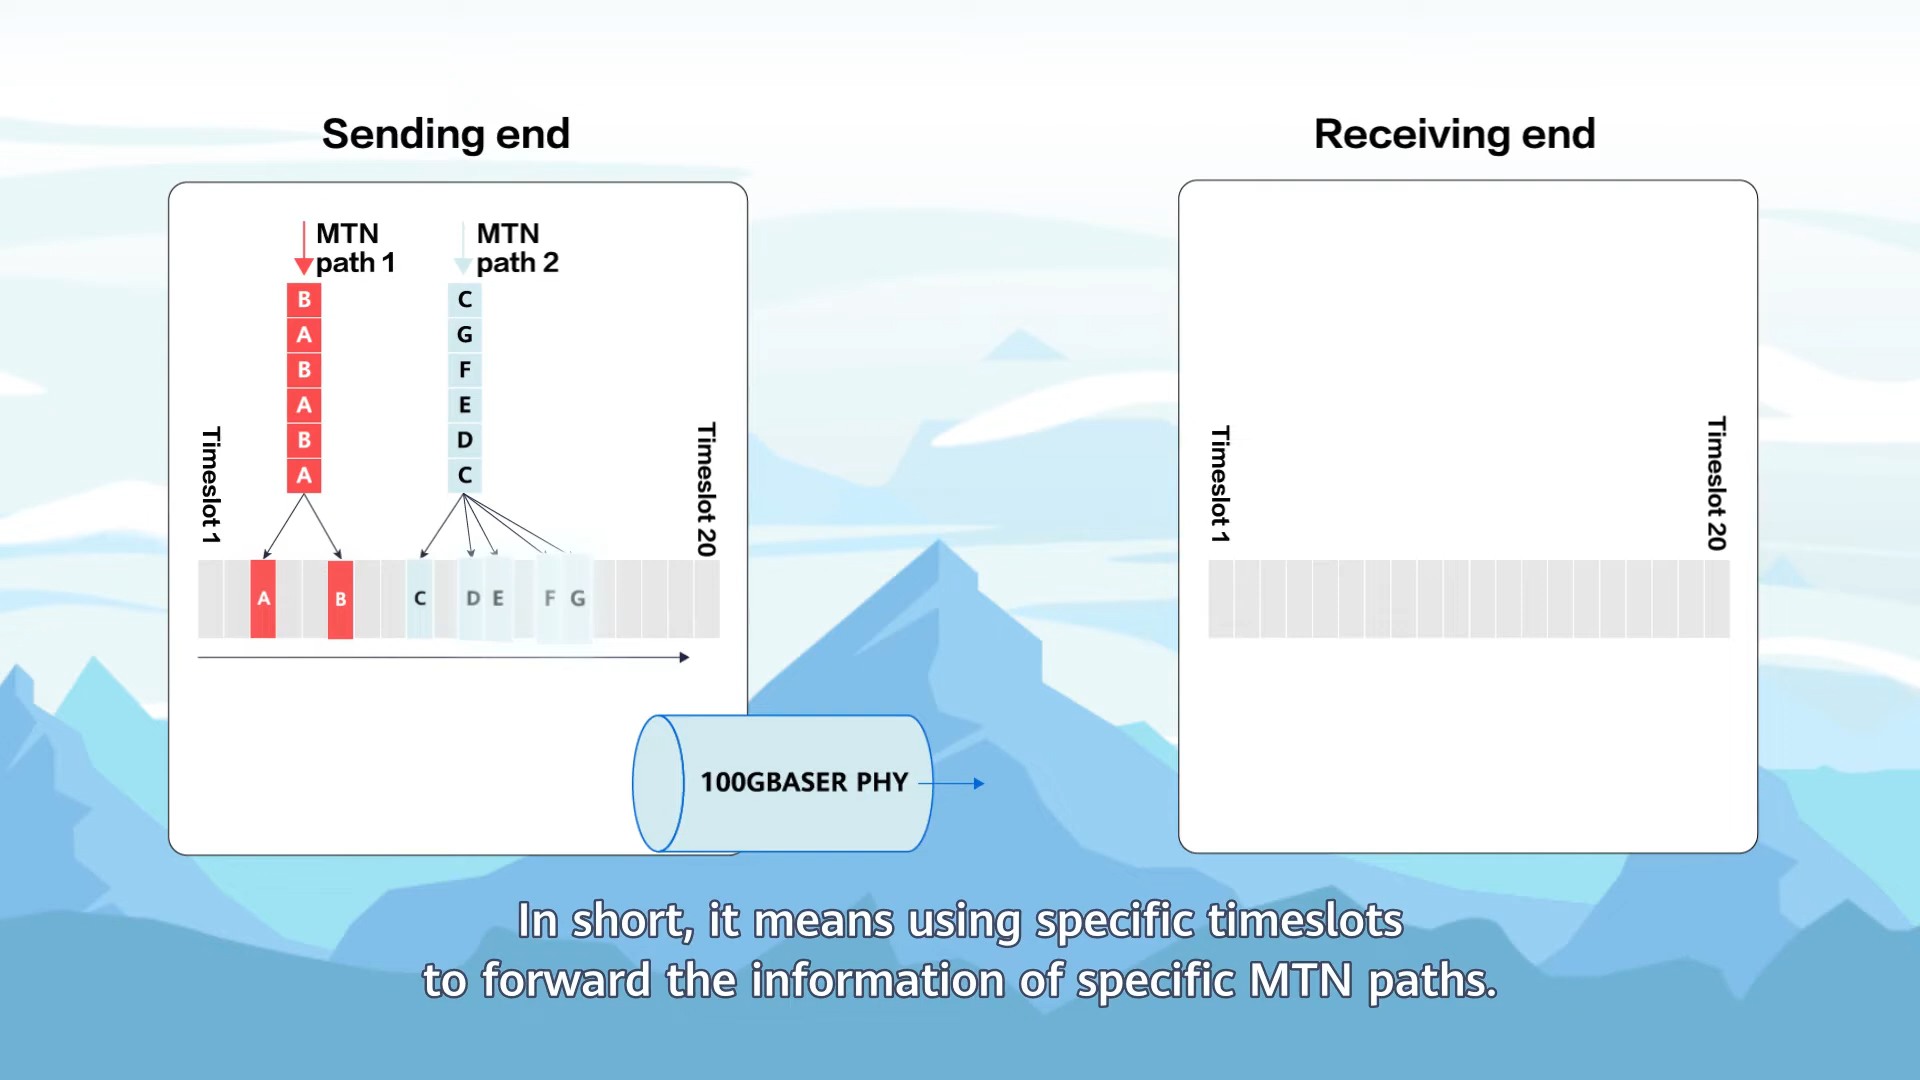 Sending end
Receiving end
MTN
path 1
MTN
path 2
B
A
B
A
B
A
C
G
F
E
D
C
Timeslot 1
Timeslot 20
A
B
C
D
E
F
G
Timeslot 1
Timeslot 20
100GBASER PHY
In short, it means using specific timeslots
to forward the information of specific MTN paths.